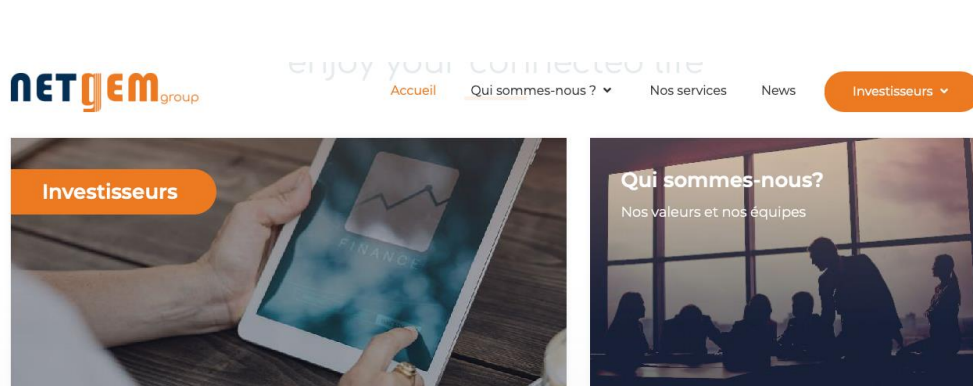 enjoy your connected life
NETGEM group
Accueil Qui sommes-nous ? Nos services News Investisseurs
Investisseurs
FINANCE
Qui sommes-nous?
Nos valeurs et nos équipes